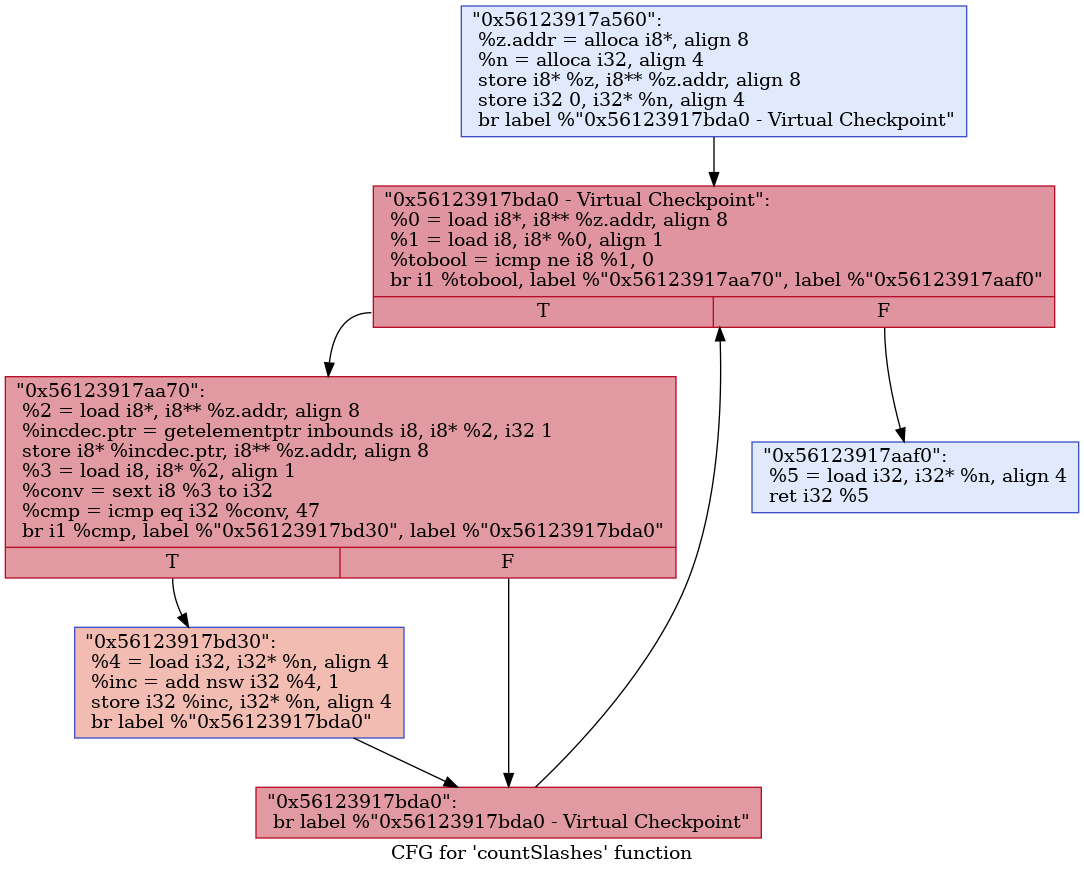 "0x56123917a560":
%z.addr = alloca i8*, align 8
%n = alloca i32, align 4
store i8* %z, i8** %z.addr, align 8
store i32 0, i32* %n, align 4
br label %"0x56123917bda0 - Virtual Checkpoint"
"0x56123917bda0 - Virtual Checkpoint":
%0 = load i8*, i8** %z.addr, align 8
%1 = load i8, i8* %0, align 1
%tobool = icmp ne i8 %1, 0
br i1 %tobool, label %"0x56123917aa70", label %"0x56123917aaf0"
T
F
"0x56123917aa70":
%2 = load i8*, i8** %z.addr, align 8
%incdec.ptr = getelementptr inbounds i8, i8* %2, i32 1
store i8* %incdec.ptr, i8** %z.addr, align 8
%3 = load i8, i8* %2, align 1
%conv = sext i8 %3 to i32
%cmp = icmp eq i32 %conv, 47
br i1 %cmp, label %"0x56123917bd30", label %"0x56123917bda0"
T
F
"0x56123917aaf0":
%5 = load i32, i32* %n, align 4
ret i32 %5
"0x56123917bd30":
%4 = load i32, i32* %n, align 4
%inc = add nsw i32 %4, 1
store i32 %inc, i32* %n, align 4
br label %"0x56123917bda0"
"0x56123917bda0":
br label %"0x56123917bda0 - Virtual Checkpoint"
CFG for 'countSlashes' function